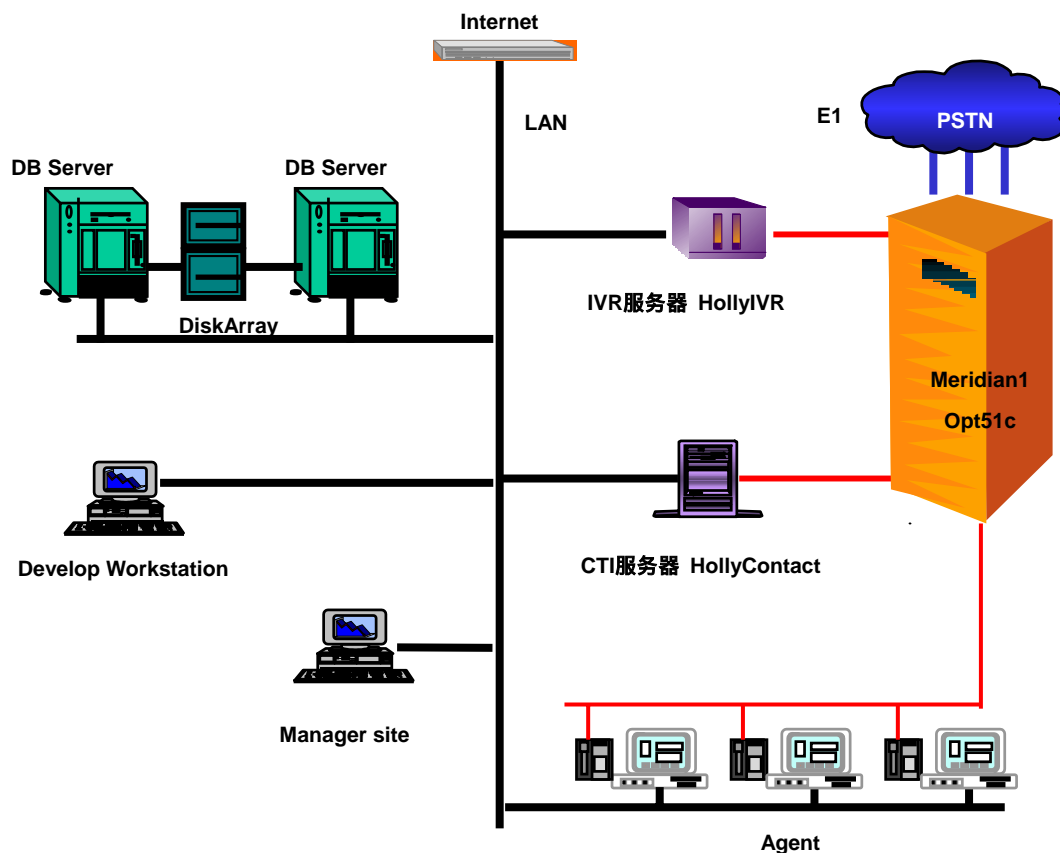 Internet
LAN
E1
PSTN
DB Server
DB Server
DiskArray
IVR服务器 HollyIVR
Meridian1
Opt51c
Develop Workstation
CTI服务器 HollyContact
Manager site
Agent